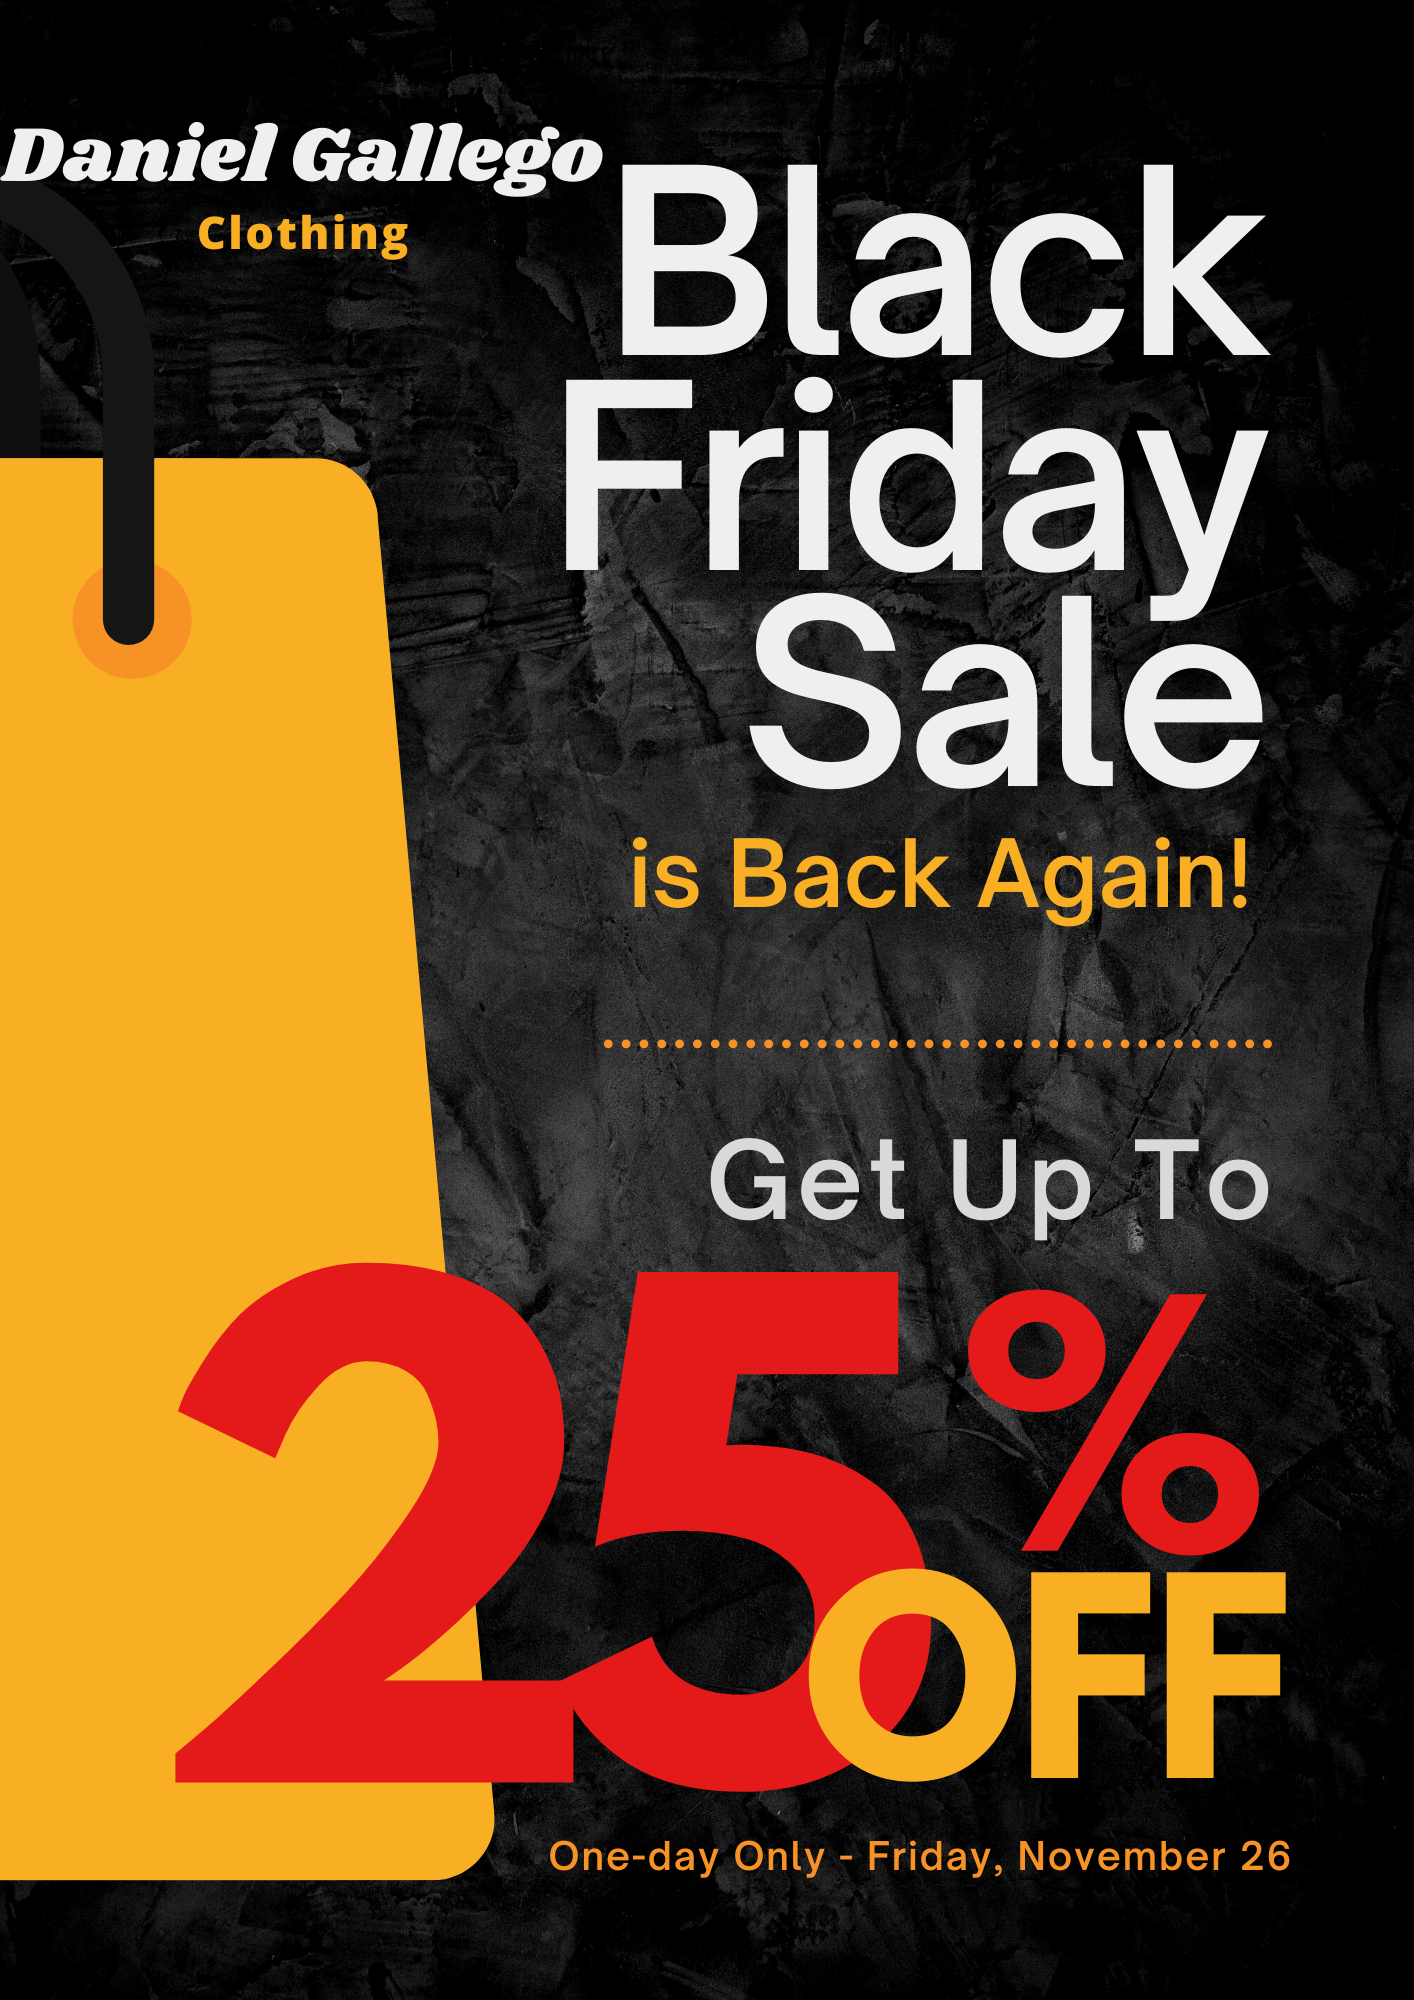 Daniel Gallego
Clothing
Black
Friday
Sale
is Back Again!
Get Up To
25%
OFF
One-day Only - Friday, November 26